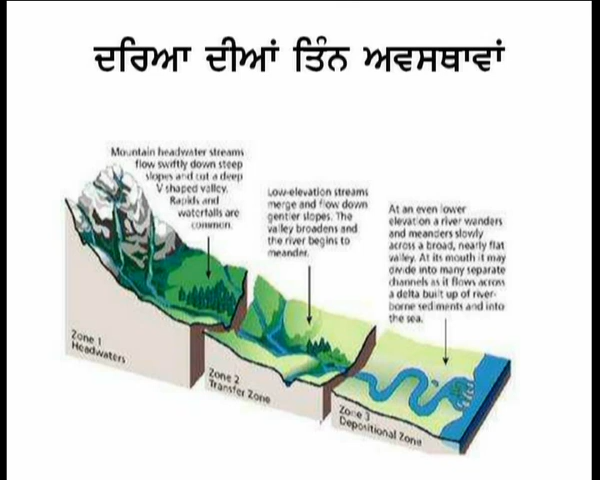 ਦਰਿਆ ਦੀਆਂ ਤਿੰਨ ਅਵਸਥਾਵਾਂ
Mountain headwater streams
flow swiftly down steep
slopes and cut a deep
V shaped valley.
Rapids and
waterfalls are
common.
Low-elevation streams
merge and flow down
gentler slopes. The
valley broadens and
the river begins to
meander.
At an even lower
elevation a river wanders
and meanders slowly
across a broad, nearly flat
valley. At its mouth it may
divide into many separate
channels as it flows across
a delta built up of river-
borne sediments and into
the sea.
Zone 1
Headwaters
Zone 2
Transfer Zone
Zone 3
Depositional Zone